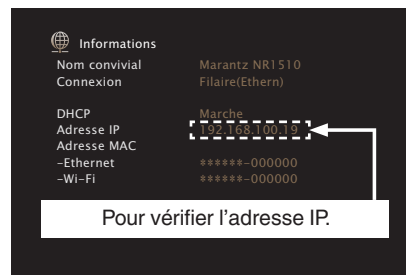 Informations
Nom convivial Marantz NR1510
Connexion Filaire(Ethern)
DHCP Marche
Adresse IP 192.168.100.19
Adresse MAC
-Ethernet ******-000000
-Wi-Fi ******-000000
Pour vérifier l’adresse IP.